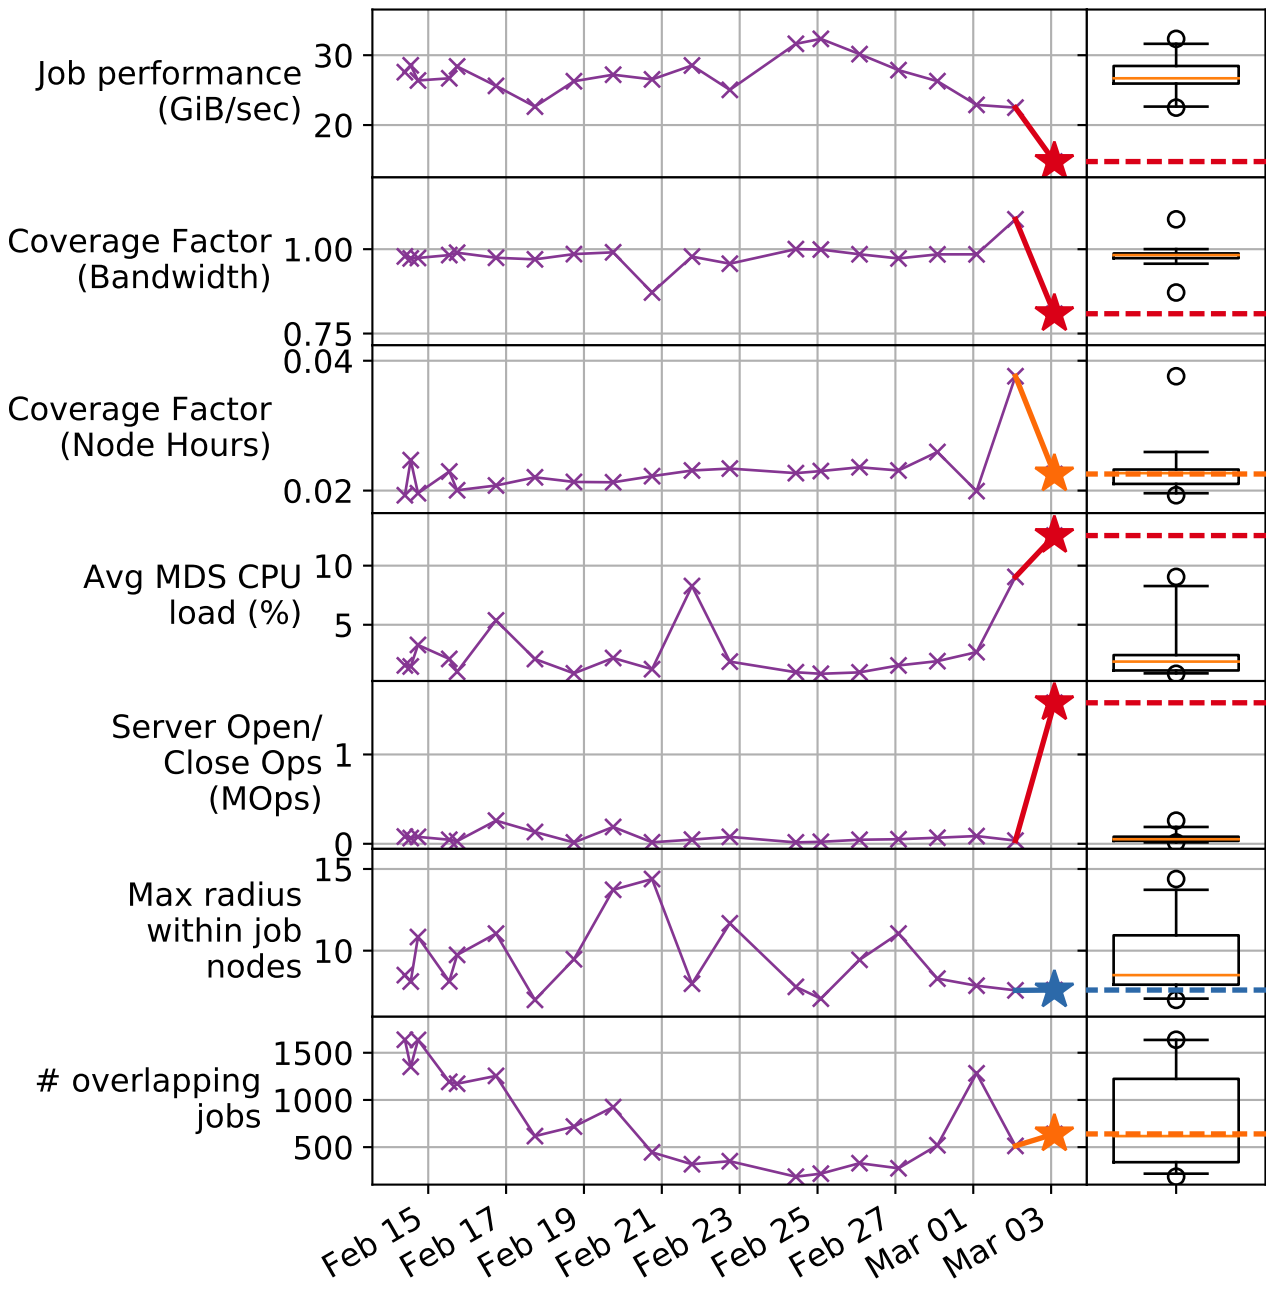 Job performance
(GiB/sec)
30
20
Coverage Factor
(Bandwidth)
1.00
0.75
Coverage Factor
(Node Hours)
0.04
0.02
Avg MDS CPU
load (%)
10
5
Server Open/
Close Ops
(MOps)
1
0
Max radius
within job
nodes
15
10
# overlapping
jobs
1500
1000
500
Feb 15
Feb 17
Feb 19
Feb 21
Feb 23
Feb 25
Feb 27
Mar 01
Mar 03